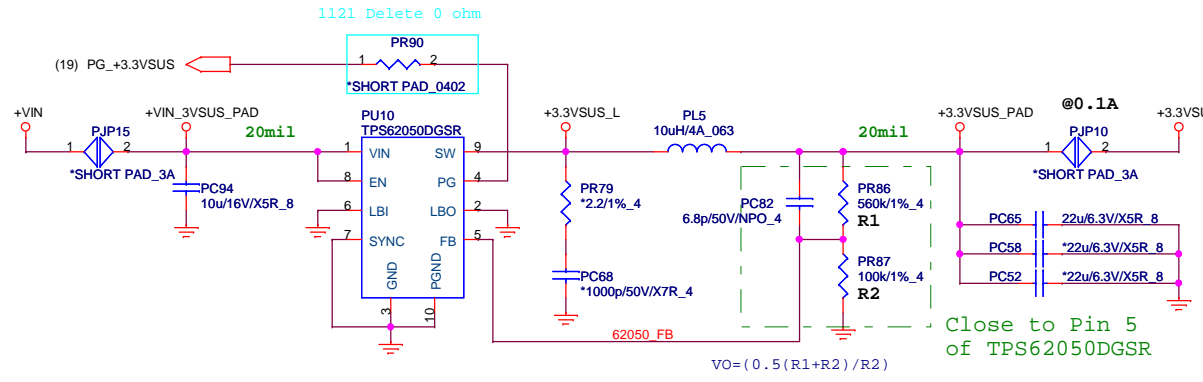 1121 Delete 0 ohm
PR90
(19) PG_+3.3VSUS
1 2
*SHORT PAD_0402
+VIN
+VIN_3VSUS_PAD
PJP15
1 2
*SHORT PAD_3A
20mil
PC94
10u/16V/X5R_8
PU10
TPS62050DGSR
1 VIN
8 EN
6 LBI
7 SYNC
SW 9
PG 4
LBO 2
FB 5
GND
PGND
3
10
+3.3VSUS_L
PR79
*2.2/1%_4
PC68
*1000p/50V/X7R_4
PL5
10uH/4A_063
20mil
PC82
6.8p/50V/NPO_4
PR86
560k/1%_4
R1
PR87
100k/1%_4
R2
62050_FB
VO=(0.5(R1+R2)/R2)
+3.3VSUS_PAD
@0.1A
PJP10
1 2
*SHORT PAD_3A
+3.3VSU
PC65 22u/6.3V/X5R_8
PC58 *22u/6.3V/X5R_8
PC52 *22u/6.3V/X5R_8
Close to Pin 5
of TPS62050DGSR